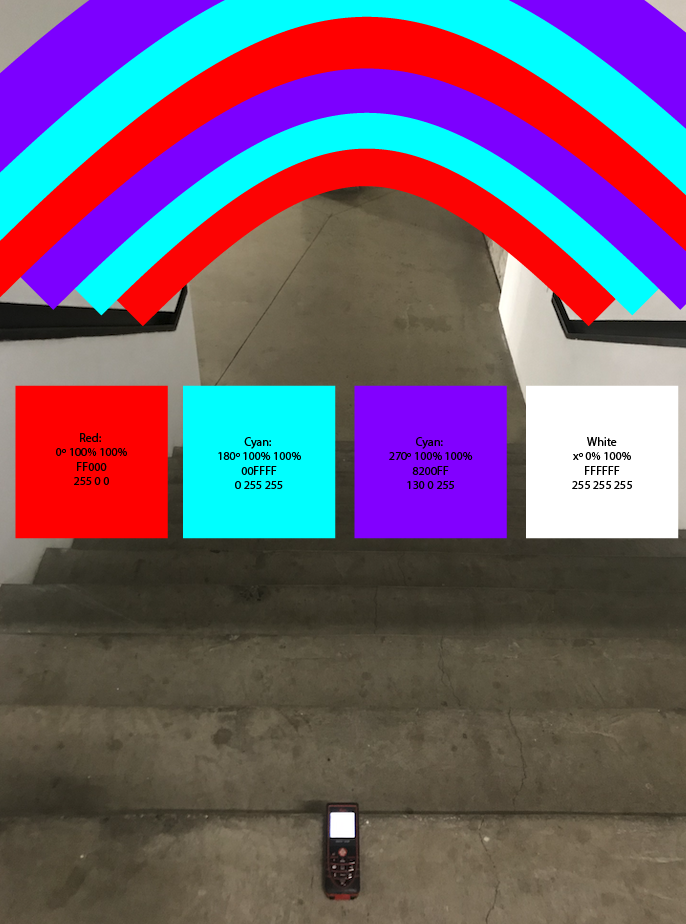 Red:
0º 100% 100%
FF000
255 0 0
Cyan:
180º 100% 100%
00FFFF
0 255 255
Cyan:
270º 100% 100%
8200FF
130 0 255
White
xº 0% 100%
FFFFFF
255 255 255